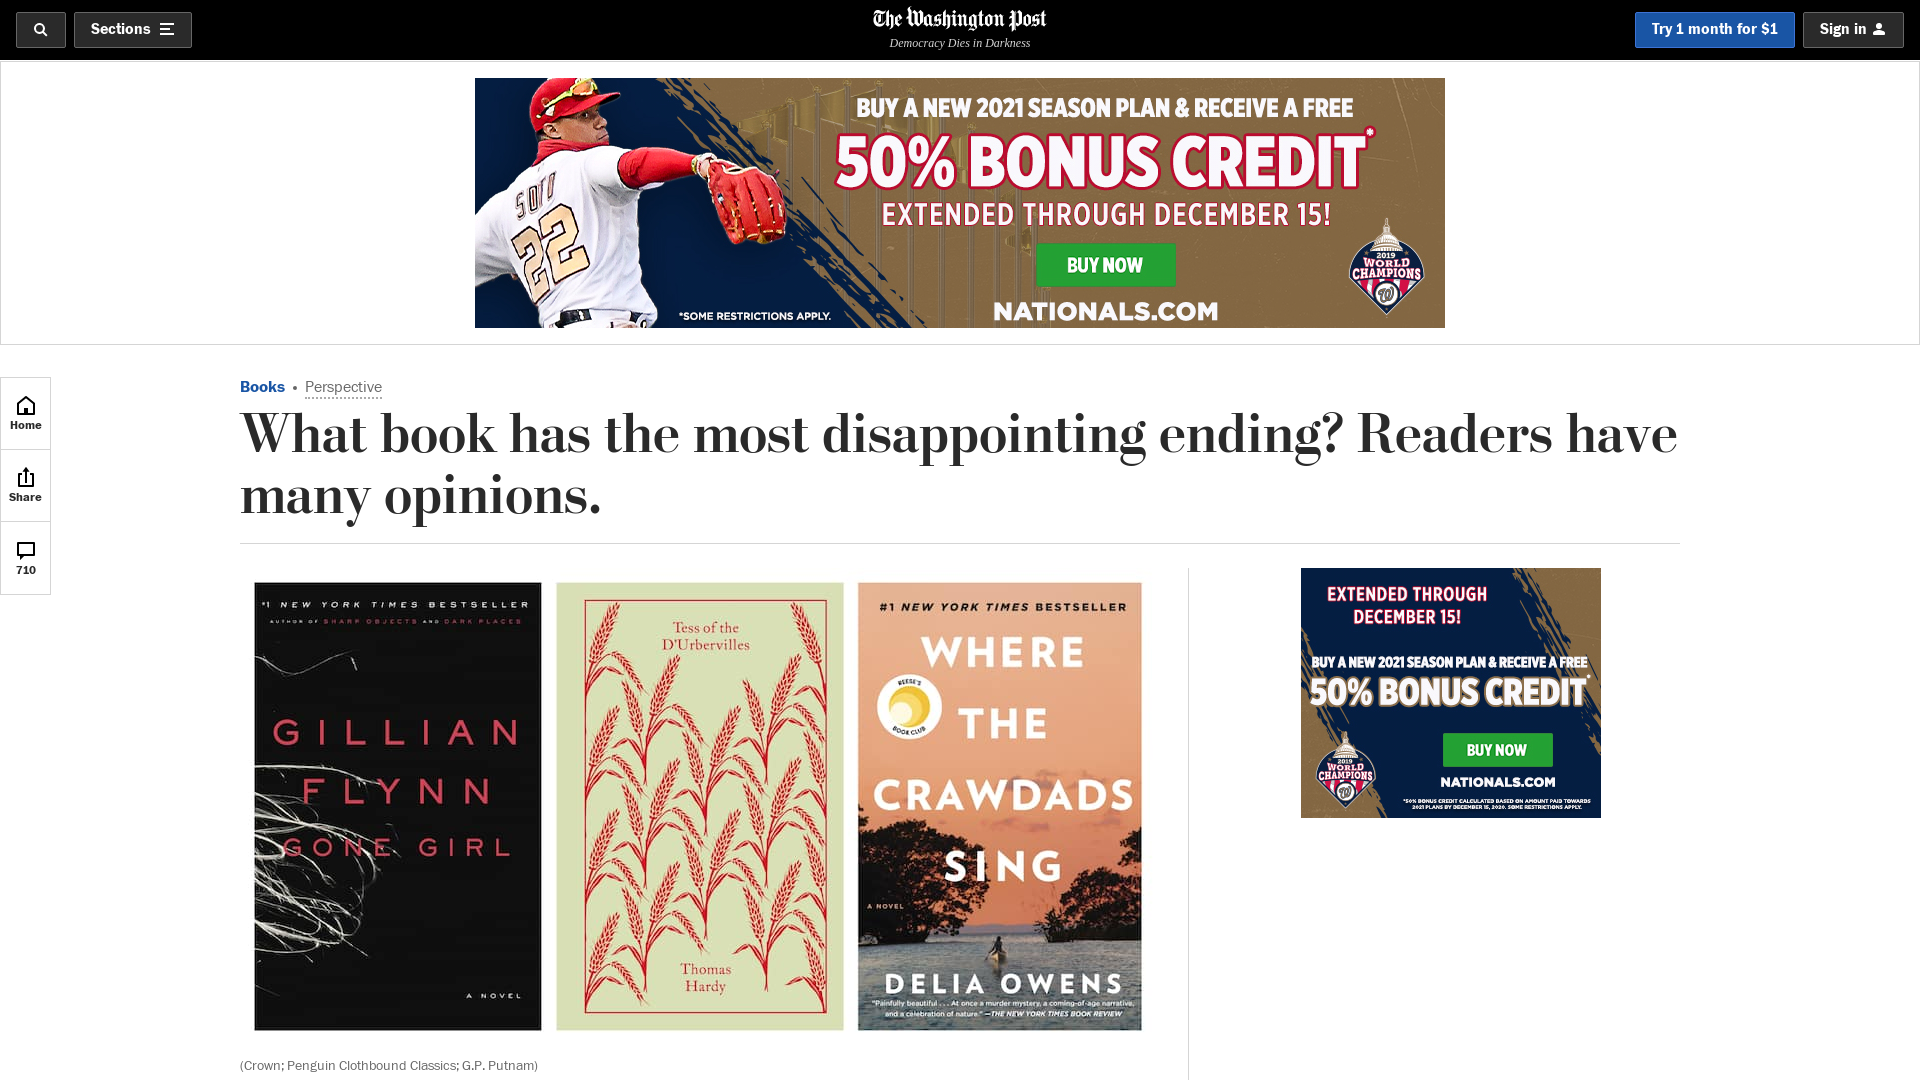 Sections
The Washington Post
Democracy Dies in Darkness
Try 1 month for $1
Sign in
BUY A NEW 2021 SEASON PLAN & RECEIVE A FREE
50% BONUS CREDIT*
EXTENDED THROUGH DECEMBER 15!
BUY NOW
NATIONALS.COM
*SOME RESTRICTIONS APPLY.
SOTO
22
2019
WORLD
CHAMPIONS
W
Home
Share
710
Books • Perspective
What book has the most disappointing ending? Readers have
many opinions.
#1 NEW YORK TIMES BESTSELLER
AUTHOR OF SHARP OBJECTS AND DARK PLACES
GILLIAN
FLYNN
GONE GIRL
A NOVEL
Tess of the
D'Urbervilles
Thomas
Hardy
#1 NEW YORK TIMES BESTSELLER
WHERE
THE
CRAWDADS
SING
REESE'S
BOOK CLUB
A NOVEL
DELIA OWENS
"Painfully beautiful . . . At once a murder mystery, a coming-of-age narrative,
and a celebration of nature." —THE NEW YORK TIMES BOOK REVIEW
(Crown; Penguin Clothbound Classics; G.P. Putnam)
EXTENDED THROUGH
DECEMBER 15!
BUY A NEW 2021 SEASON PLAN & RECEIVE A FREE
50% BONUS CREDIT*
BUY NOW
NATIONALS.COM
2019
WORLD
CHAMPIONS
W
*50% BONUS CREDIT CALCULATED BASED ON AMOUNT PAID TOWARDS
2021 PLANS BY DECEMBER 15, 2020. SOME RESTRICTIONS APPLY.